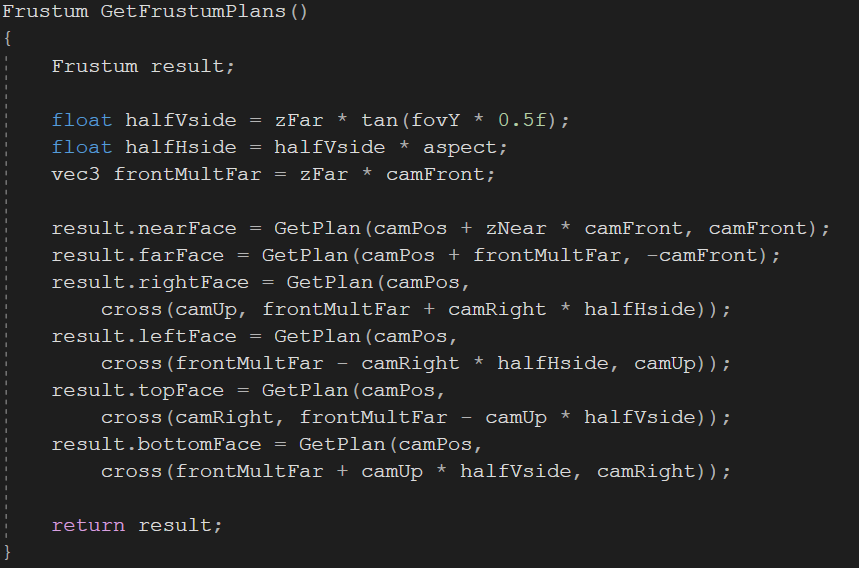 Frustum GetFrustumPlans()
{
    Frustum result;

    float halfVside = zFar * tan(fovY * 0.5f);
    float halfHside = halfVside * aspect;
    vec3 frontMultFar = zFar * camFront;

    result.nearFace = GetPlan(camPos + zNear * camFront, camFront);
    result.farFace = GetPlan(camPos + frontMultFar, -camFront);
    result.rightFace = GetPlan(camPos,
        cross(camUp, frontMultFar + camRight * halfHside));
    result.leftFace = GetPlan(camPos,
        cross(frontMultFar - camRight * halfHside, camUp));
    result.topFace = GetPlan(camPos,
        cross(camRight, frontMultFar - camUp * halfVside));
    result.bottomFace = GetPlan(camPos,
        cross(frontMultFar + camUp * halfVside, camRight));

    return result;
}